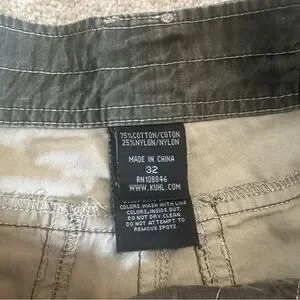 75%COTTON/COTON
25%NYLON/NYLON
MADE IN CHINA
32
RN108846
WWW.KUHL.COM
COLORS.WASH WITH LIKE
COLORS,INSIDE OUT.
DO NOT DRY CLEAN.
DO NOT ATTEMPT TO
REMOVE SPOTS.